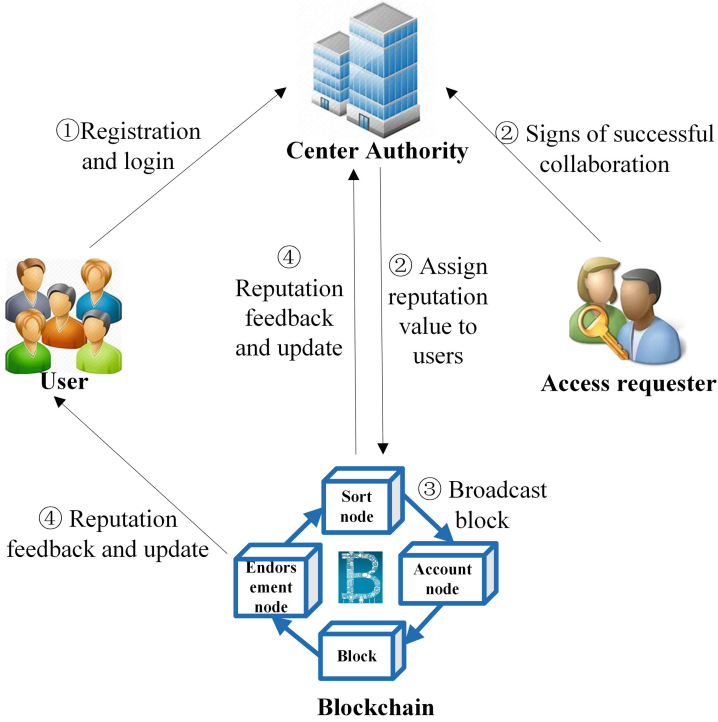 ①Registration
and login
Center Authority
② Signs of successful
collaboration
④
Reputation
feedback
and update
② Assign
reputation
value to
users
User
Access requester
④ Reputation
feedback and update
③ Broadcast
block
Sort
node
Endors
ement
node
Account
node
Block
Blockchain